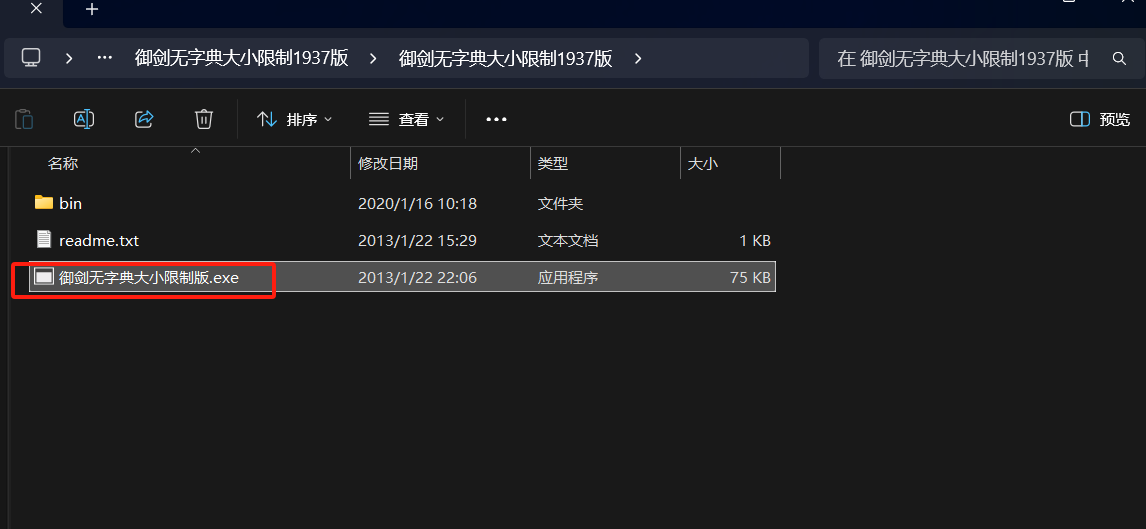 御剑无字典大小限制1937版 御剑无字典大小限制1937版 在 御剑无字典大小限制1937版 中
排序 查看 预览
名称 修改日期 类型 大小
bin 2020/1/16 10:18 文件夹
readme.txt 2013/1/22 15:29 文本文档 1 KB
御剑无字典大小限制版.exe 2013/1/22 22:06 应用程序 75 KB